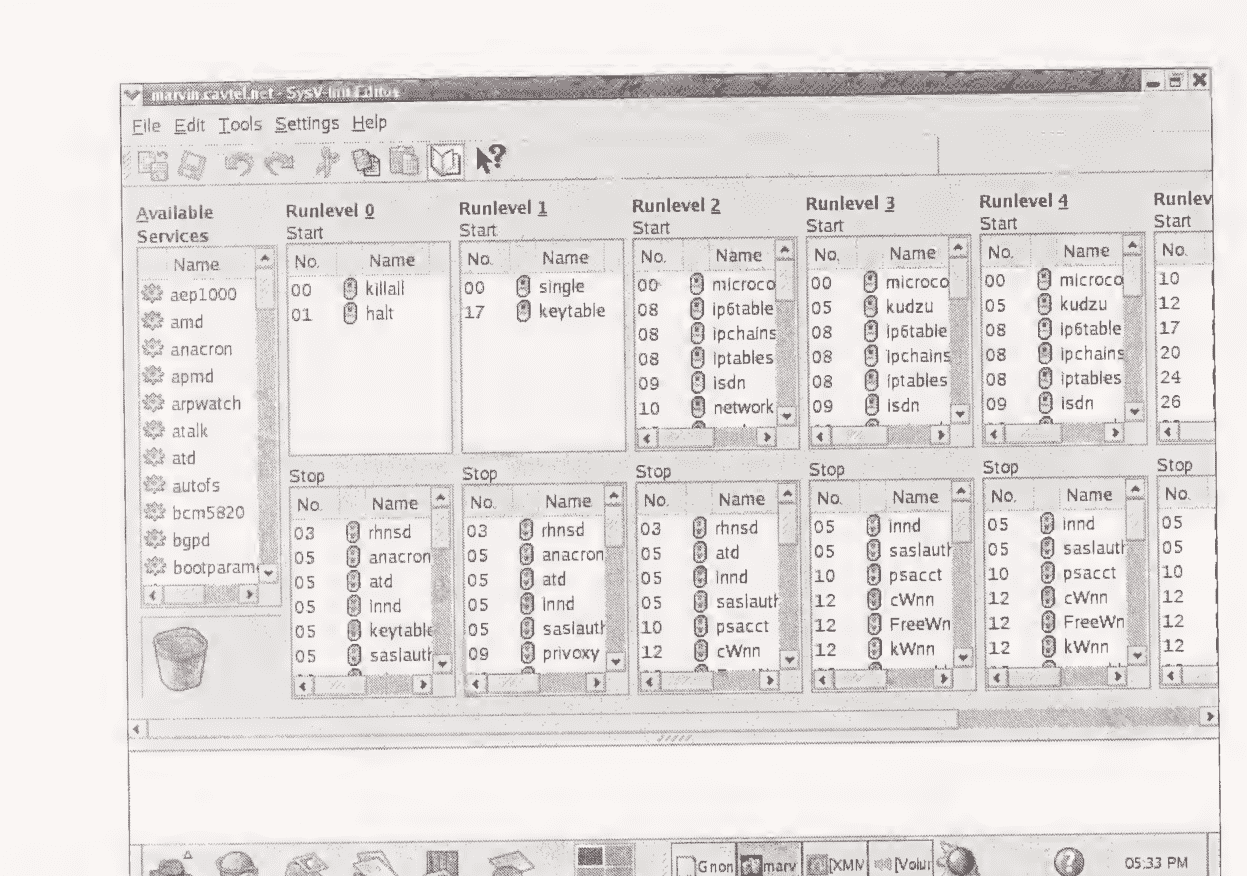 marvin.cavtel.net - SysV-Init Editor
File Edit Tools Settings Help
Available
Services
Name
aep1000
amd
anacron
apmd
arpwatch
atalk
atd
autofs
bcm5820
bgpd
bootparam
Runlevel 0
Start
No. Name
00 killall
01 halt
Stop
No. Name
03 rhnsd
05 anacron
05 atd
05 innd
05 keytable
05 saslaut
Runlevel 1
Start
No. Name
00 single
17 keytable
Stop
No. Name
03 rhnsd
05 anacron
05 atd
05 innd
05 saslauth
09 privoxy
Runlevel 2
Start
No. Name
00 microco
08 ip6table
08 ipchains
08 iptables
09 isdn
10 network
Stop
No. Name
03 rhnsd
05 atd
05 innd
05 saslauth
10 psacct
12 cWnn
Runlevel 3
Start
No. Name
00 microco
05 kudzu
08 ip6table
08 ipchains
08 iptables
09 isdn
Stop
No. Name
05 innd
05 saslauth
10 psacct
12 cWnn
12 FreeWn
12 kWnn
Runlevel 4
Start
No. Name
00 microco
05 kudzu
08 ip6table
08 ipchains
08 iptables
09 isdn
Stop
No. Name
05 innd
05 saslauth
10 psacct
12 cWnn
12 FreeWn
12 kWnn
Runlev
Start
No.
10
12
17
20
24
26
Stop
No.
05
05
10
12
12
12
Gnon marv [XMM [Volur
05:33 PM